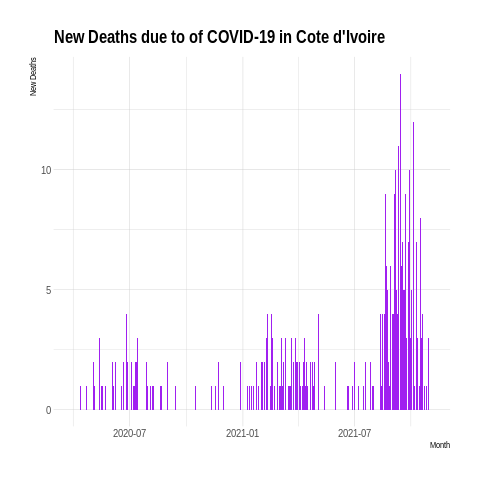 New Deaths due to of COVID-19 in Cote d'Ivoire
New Deaths
10
5
0
2020-07
2021-01
2021-07
Month